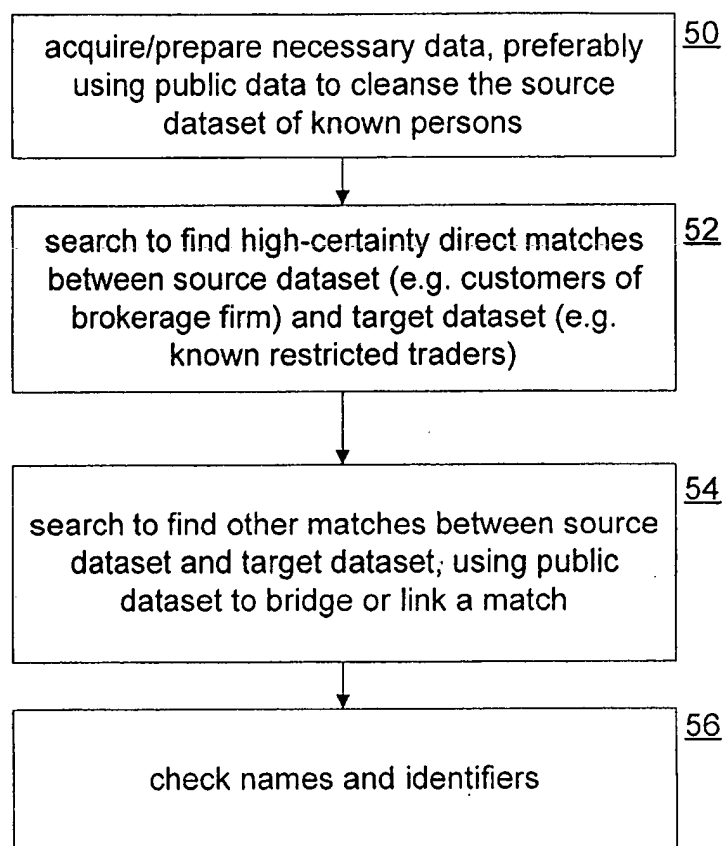 acquire/prepare necessary data, preferably
using public data to cleanse the source
dataset of known persons
50
search to find high-certainty direct matches
between source dataset (e.g. customers of
brokerage firm) and target dataset (e.g.
known restricted traders)
52
search to find other matches between source
dataset and target dataset, using public
dataset to bridge or link a match
54
check names and identifiers
56